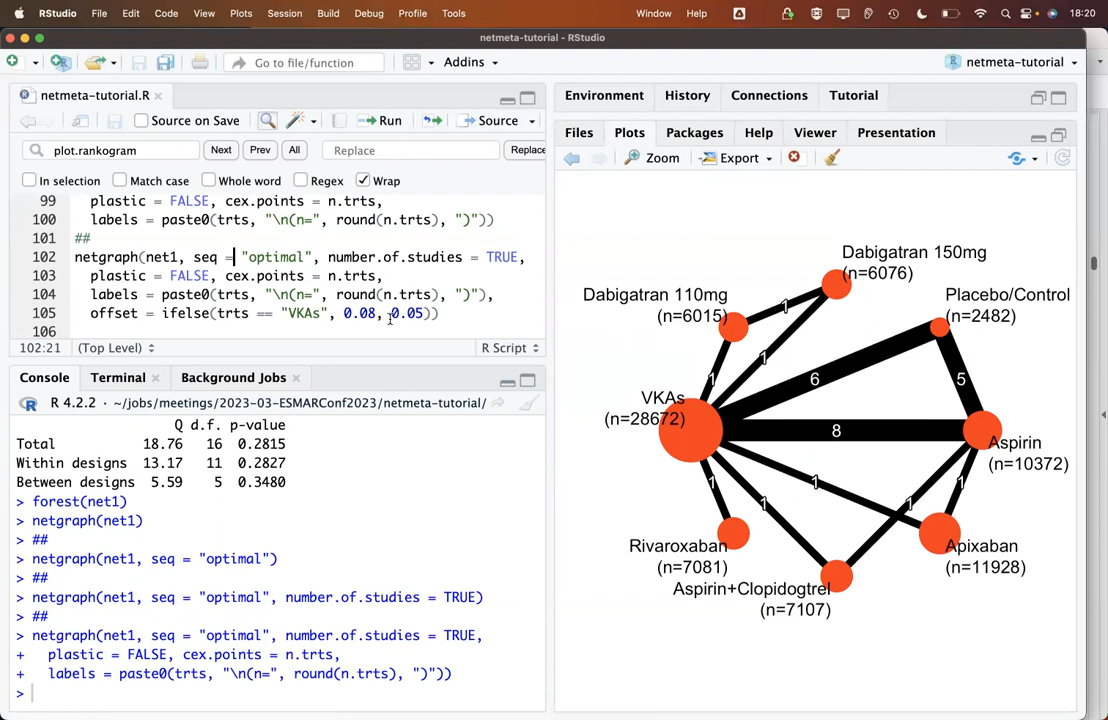 RStudio File Edit Code View Plots Session Build Debug Profile Tools Window Help 18:20
netmeta-tutorial - RStudio
Go to file/function Addins netmeta-tutorial
netmeta-tutorial.R
Source on Save Run Source
plot.rankogram Next Prev All Replace Replace
In selection Match case Whole word Regex Wrap
99 plastic = FALSE, cex.points = n.trts,
100 labels = paste0(trts, "\n(n=", round(n.trts), ")"))
101 ##
102 netgraph(net1, seq = "optimal", number.of.studies = TRUE,
103 plastic = FALSE, cex.points = n.trts,
104 labels = paste0(trts, "\n(n=", round(n.trts), ")"),
105 offset = ifelse(trts == "VKAs", 0.08, 0.05))
106
102:21 (Top Level) R Script
Console Terminal Background Jobs
R 4.2.2 · ~/jobs/meetings/2023-03-ESMARConf2023/netmeta-tutorial/
Q d.f. p-value
Total 18.76 16 0.2815
Within designs 13.17 11 0.2827
Between designs 5.59 5 0.3480
> forest(net1)
> netgraph(net1)
> ##
> netgraph(net1, seq = "optimal")
> ##
> netgraph(net1, seq = "optimal", number.of.studies = TRUE)
> ##
> netgraph(net1, seq = "optimal", number.of.studies = TRUE,
+ plastic = FALSE, cex.points = n.trts,
+ labels = paste0(trts, "\n(n=", round(n.trts), ")"))
>
Environment History Connections Tutorial
Files Plots Packages Help Viewer Presentation
Zoom Export
Dabigatran 150mg
(n=6076)
Dabigatran 110mg
(n=6015)
Placebo/Control
(n=2482)
1
1
1
6
5
VKAs
(n=28672)
8
Aspirin
(n=10372)
1
1
1
1
1
Rivaroxaban
(n=7081)
Apixaban
(n=11928)
Aspirin+Clopidogtrel
(n=7107)